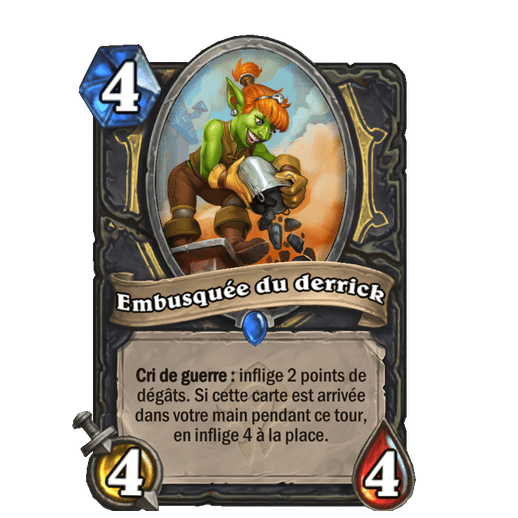 4
Embusquée du derrick
Cri de guerre : inflige 2 points de
dégâts. Si cette carte est arrivée
dans votre main pendant ce tour,
en inflige 4 à la place.
4
4